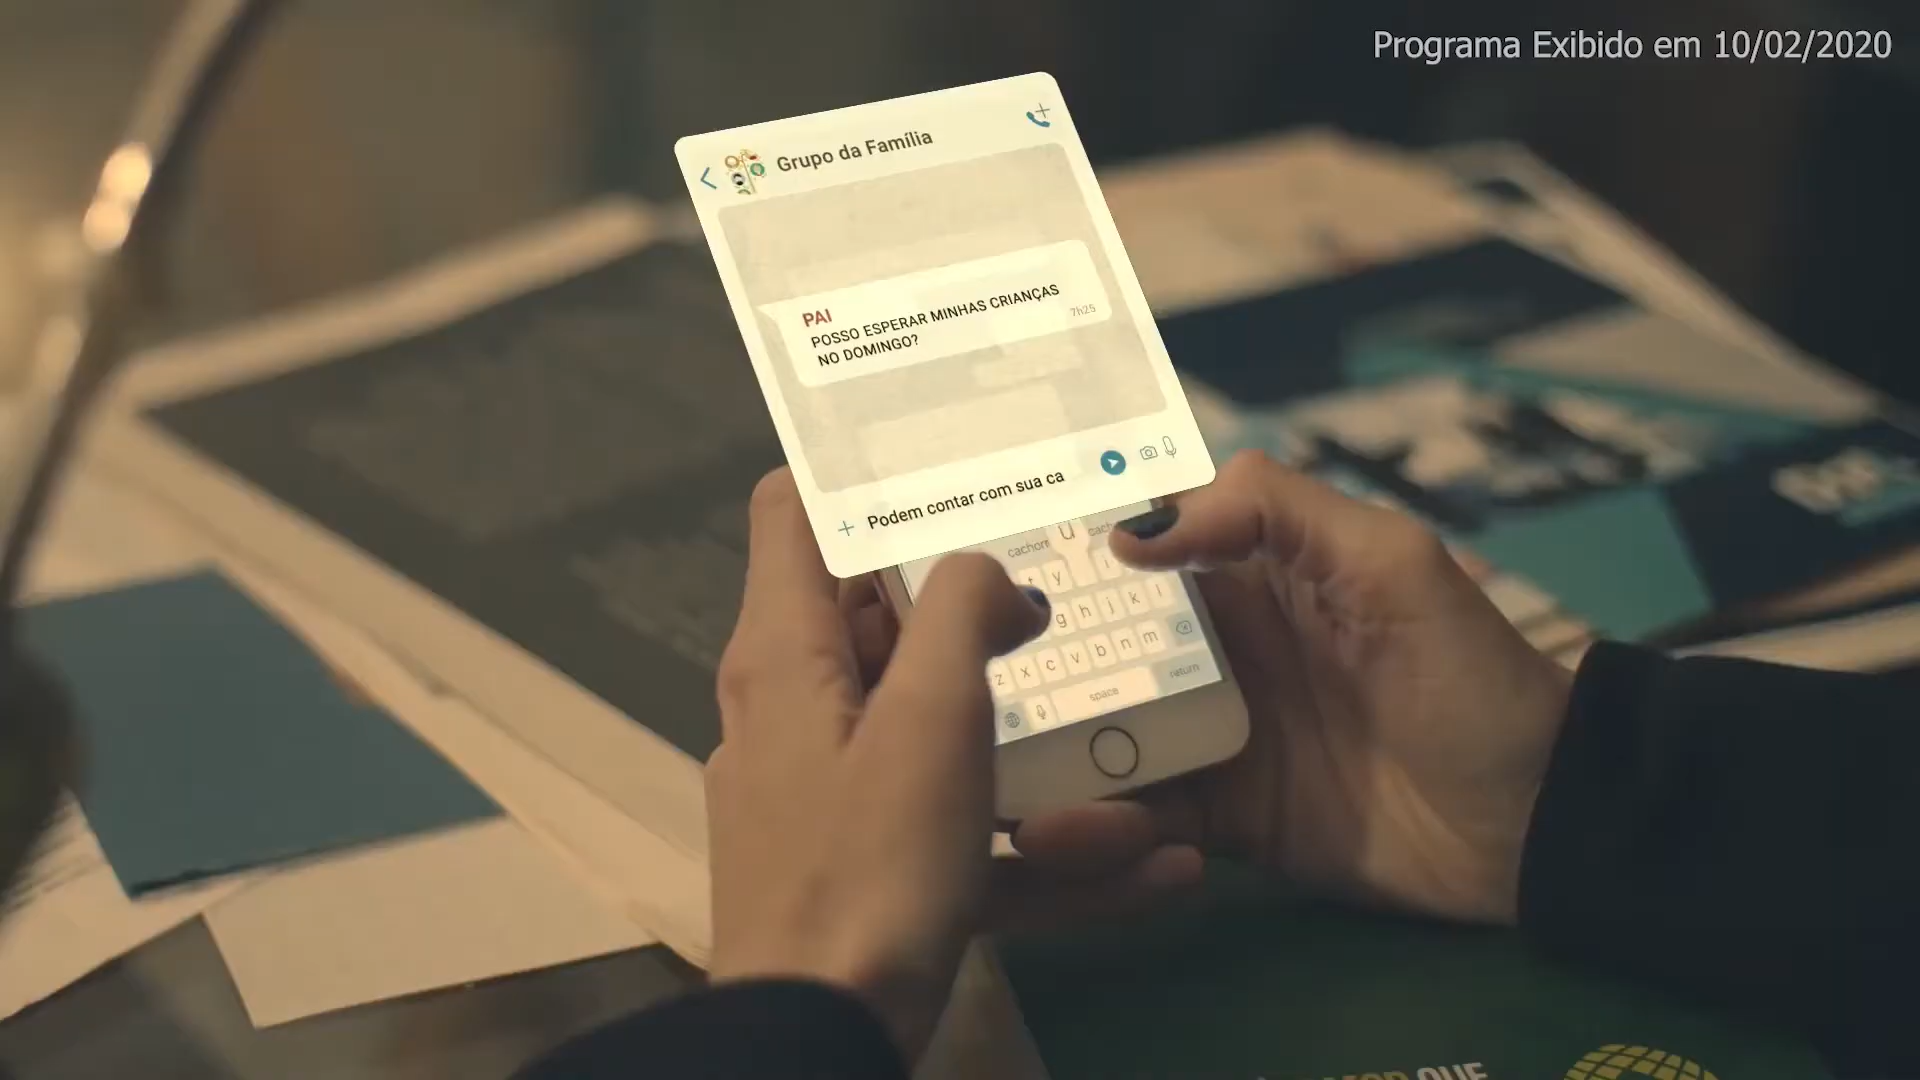 Programa Exibido em 10/02/2020
Grupo da Família
PAI
POSSO ESPERAR MINHAS CRIANÇAS
NO DOMINGO?
7h25
Podem contar com sua ca
U
t y i
g h j k l
z x c v b n m
space return
QUE